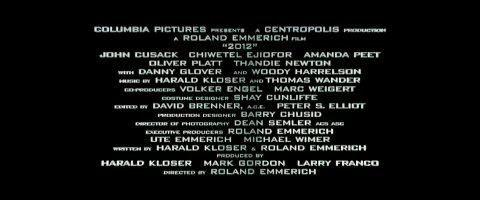 COLUMBIA PICTURES PRESENTS A CENTROPOLIS PRODUCTION
A ROLAND EMMERICH FILM
"2012"
JOHN CUSACK CHIWETEL EJIOFOR AMANDA PEET
OLIVER PLATT THANDIE NEWTON
WITH DANNY GLOVER AND WOODY HARRELSON
MUSIC BY HARALD KLOSER AND THOMAS WANDER
CO-PRODUCERS VOLKER ENGEL MARC WEIGERT
COSTUME DESIGNER SHAY CUNLIFFE
EDITED BY DAVID BRENNER, A.C.E. PETER S. ELLIOT
PRODUCTION DESIGNER BARRY CHUSID
DIRECTOR OF PHOTOGRAPHY DEAN SEMLER ACS ASC
EXECUTIVE PRODUCERS ROLAND EMMERICH
UTE EMMERICH MICHAEL WIMER
WRITTEN BY HARALD KLOSER & ROLAND EMMERICH
PRODUCED BY
HARALD KLOSER MARK GORDON LARRY FRANCO
DIRECTED BY ROLAND EMMERICH